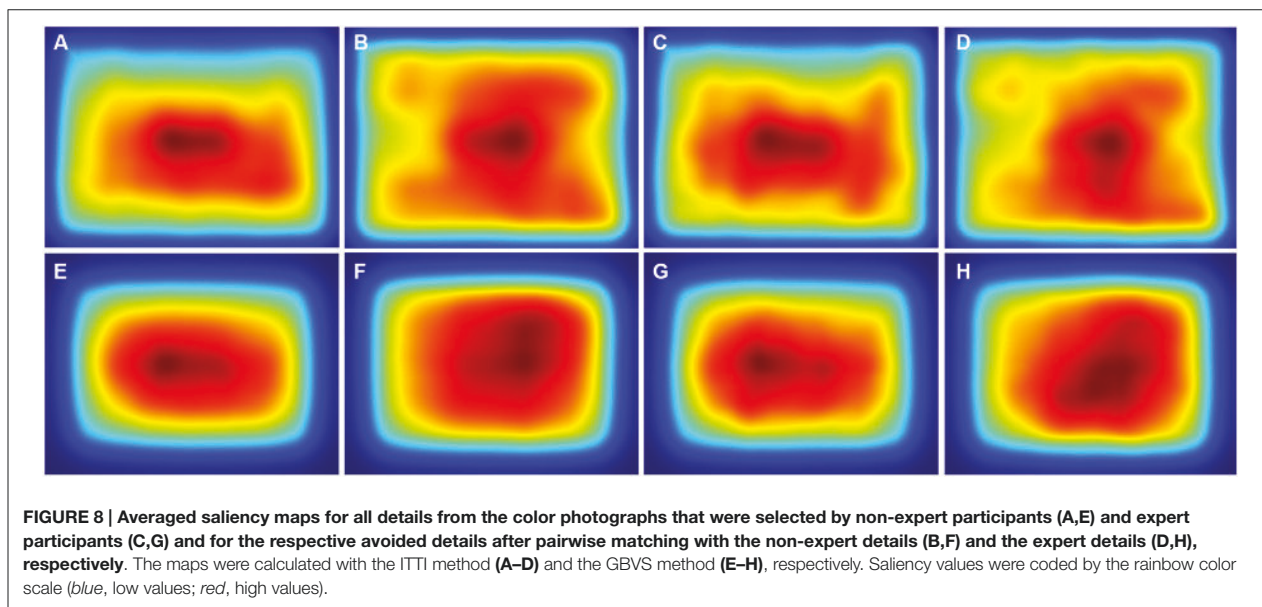 A B C D
E F G H
FIGURE 8 | Averaged saliency maps for all details from the color photographs that were selected by non-expert participants (A,E) and expert
participants (C,G) and for the respective avoided details after pairwise matching with the non-expert details (B,F) and the expert details (D,H),
respectively. The maps were calculated with the ITTI method (A–D) and the GBVS method (E–H), respectively. Saliency values were coded by the rainbow color
scale (blue, low values; red, high values).